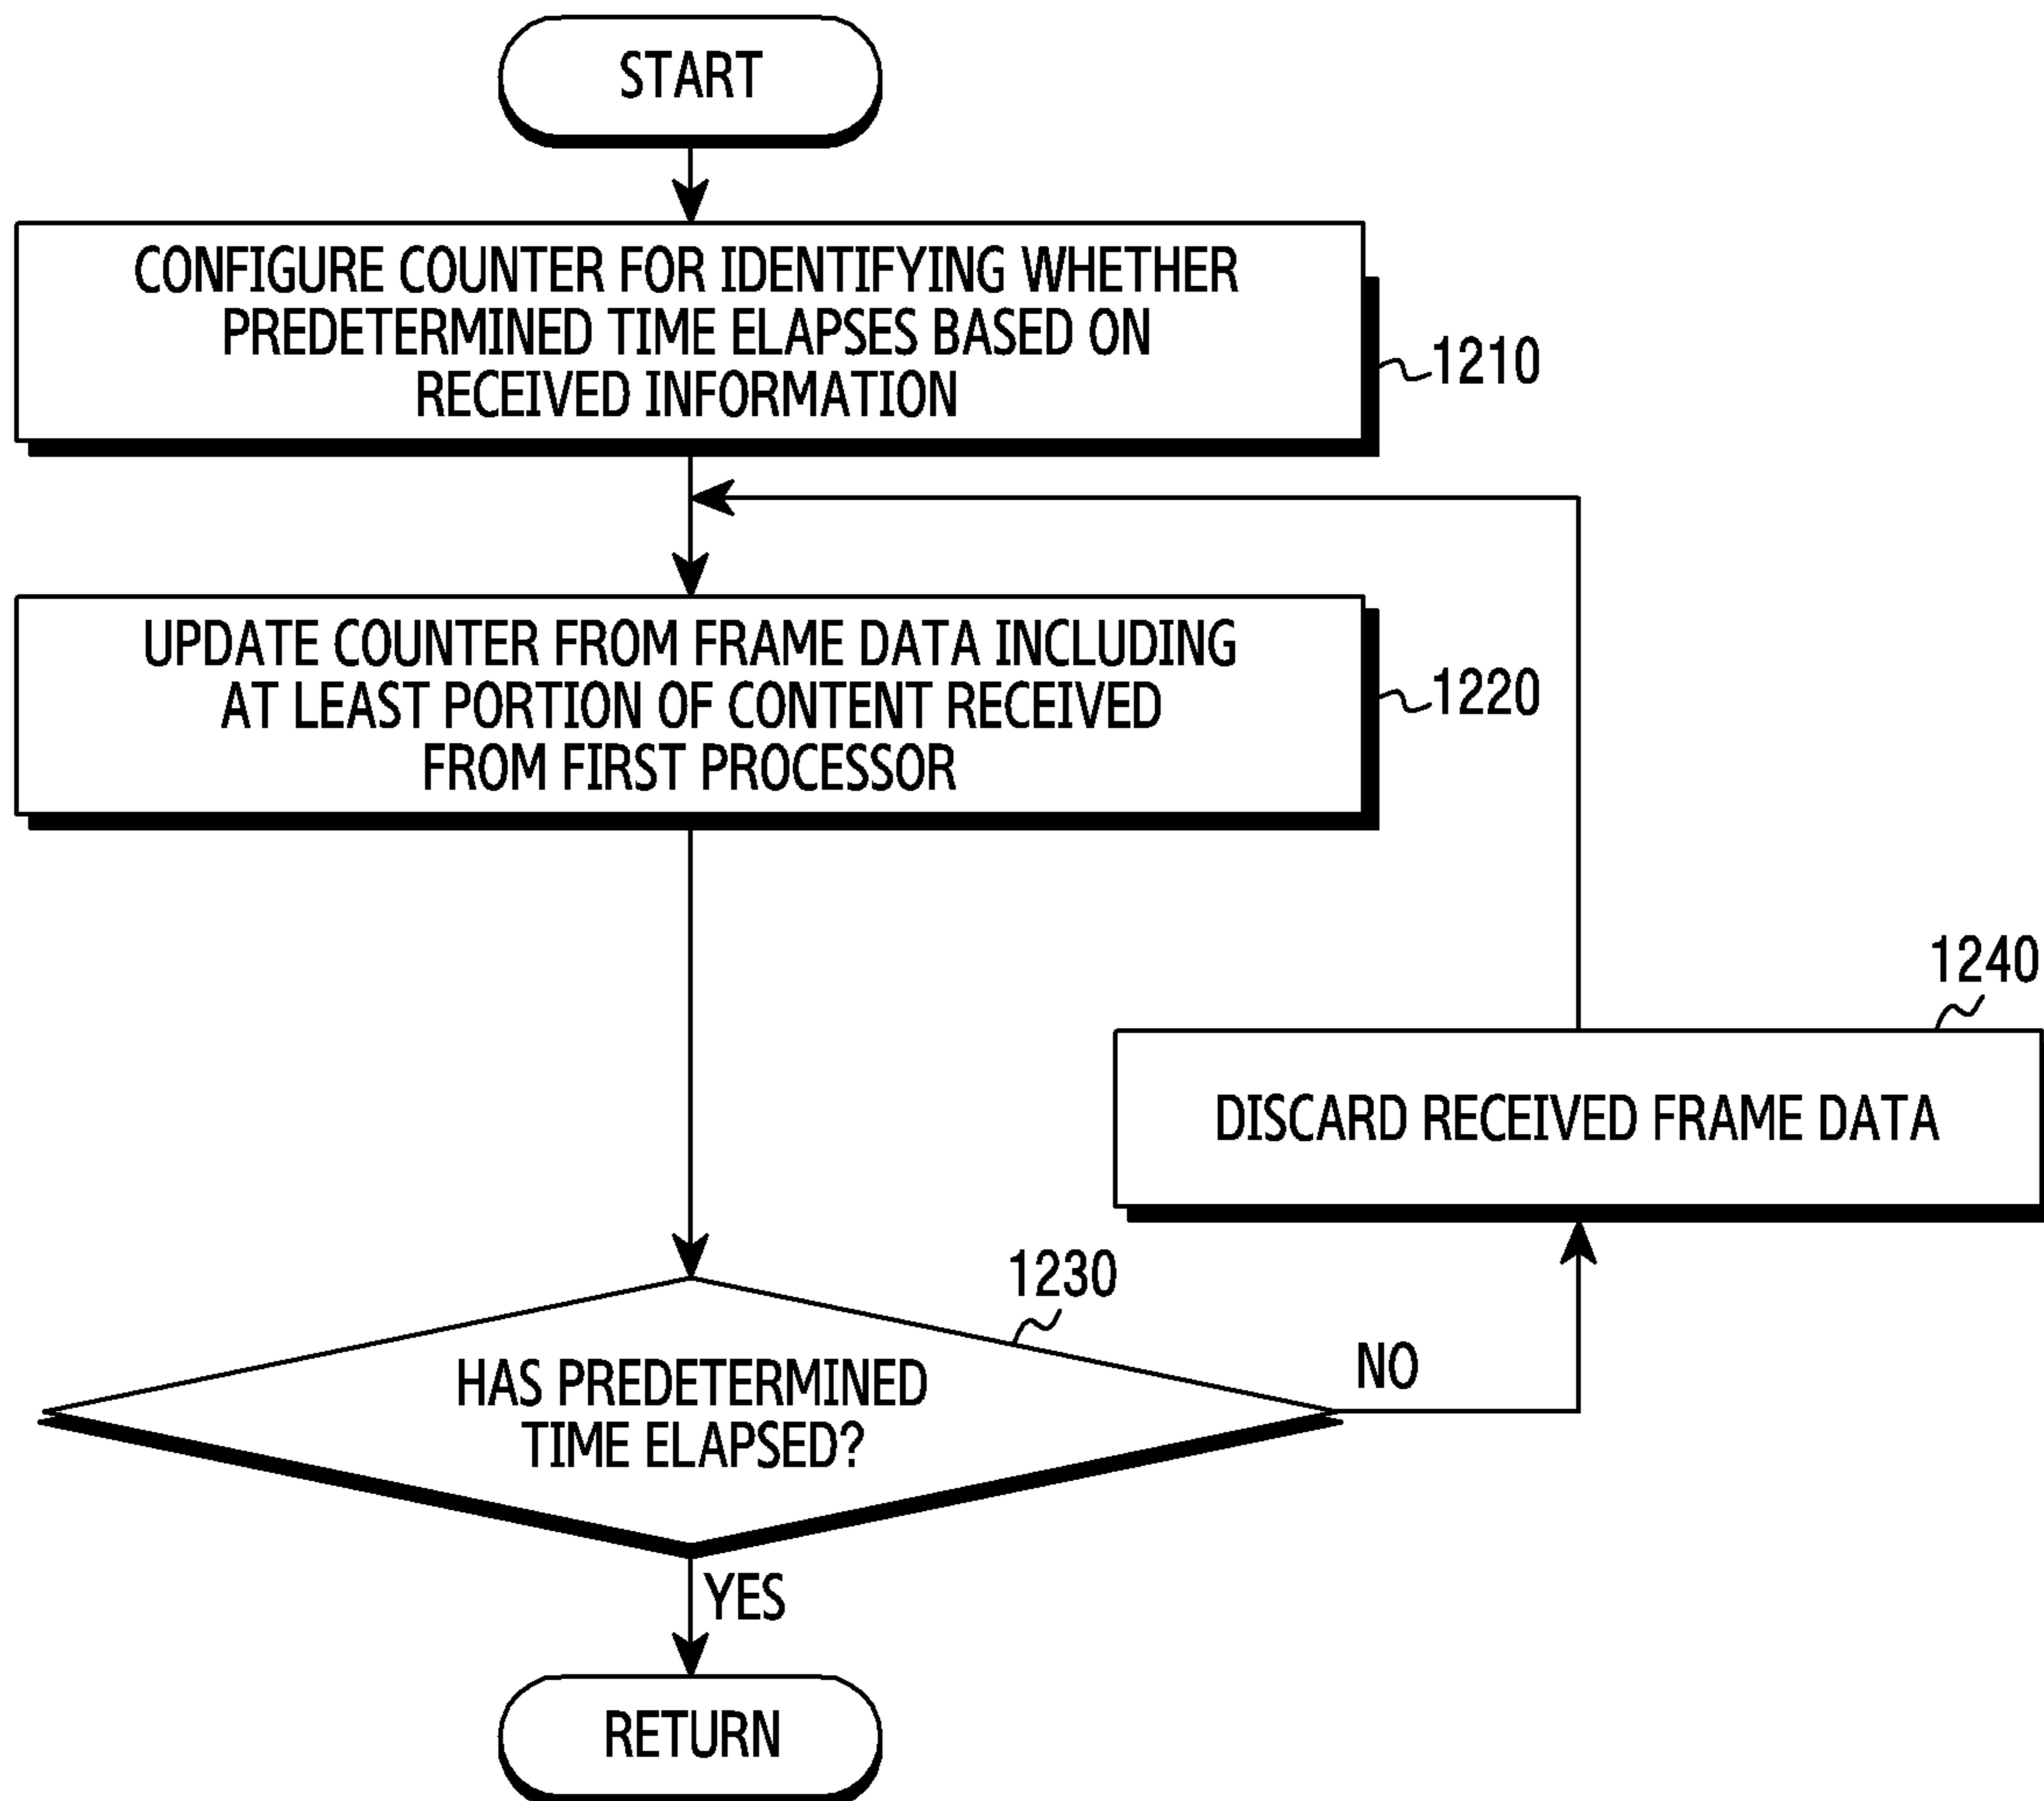 START
CONFIGURE COUNTER FOR IDENTIFYING WHETHER
PREDETERMINED TIME ELAPSES BASED ON
RECEIVED INFORMATION
1210
UPDATE COUNTER FROM FRAME DATA INCLUDING
AT LEAST PORTION OF CONTENT RECEIVED
FROM FIRST PROCESSOR
1220
1240
DISCARD RECEIVED FRAME DATA
1230
HAS PREDETERMINED
TIME ELAPSED?
NO
YES
RETURN